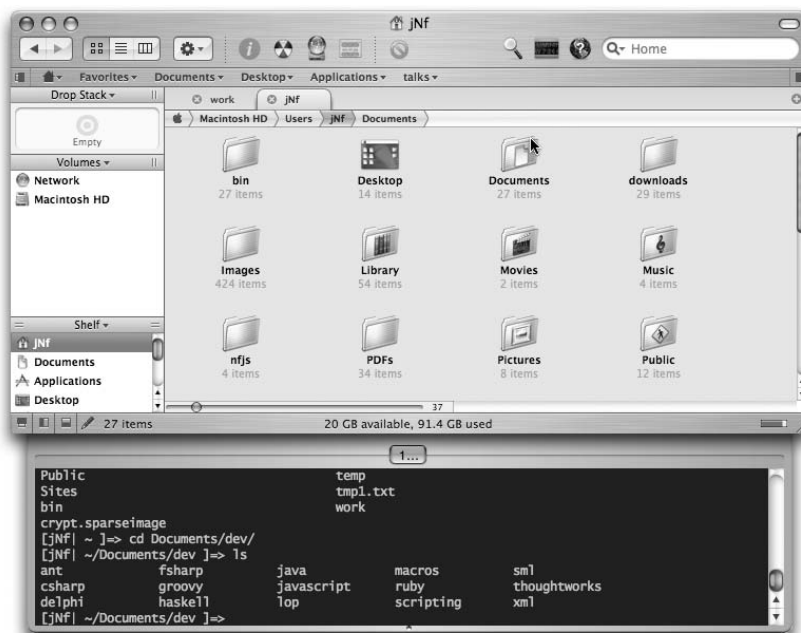 jNf
Home
Favorites Documents Desktop Applications talks
Drop Stack
Empty
Volumes
Network
Macintosh HD
Shelf
jNf
Documents
Applications
Desktop
work jNf
Macintosh HD Users jNf Documents
bin Desktop Documents downloads
27 items 14 items 27 items 29 items
Images Library Movies Music
424 items 54 items 2 items 4 items
nfjs PDFs Pictures Public
4 items 34 items 8 items 12 items
37
27 items 20 GB available, 91.4 GB used
1...
Public temp
Sites tmp1.txt
bin work
crypt.sparseimage
[jNf| ~ ]=> cd Documents/dev/
[jNf| ~/Documents/dev ]=> ls
ant fsharp java macros sml
csharp groovy javascript ruby thoughtworks
delphi haskell lop scripting xml
[jNf| ~/Documents/dev ]=>